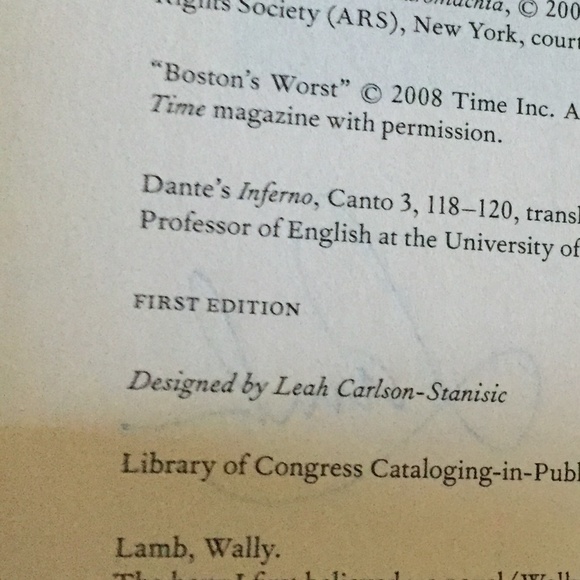 Rights Society (ARS), New York, court
"Boston's Worst" © 2008 Time Inc. A
Time magazine with permission.
Dante's Inferno, Canto 3, 118–120, transl
Professor of English at the University of
FIRST EDITION
Designed by Leah Carlson-Stanisic
Library of Congress Cataloging-in-Publ
Lamb, Wally.